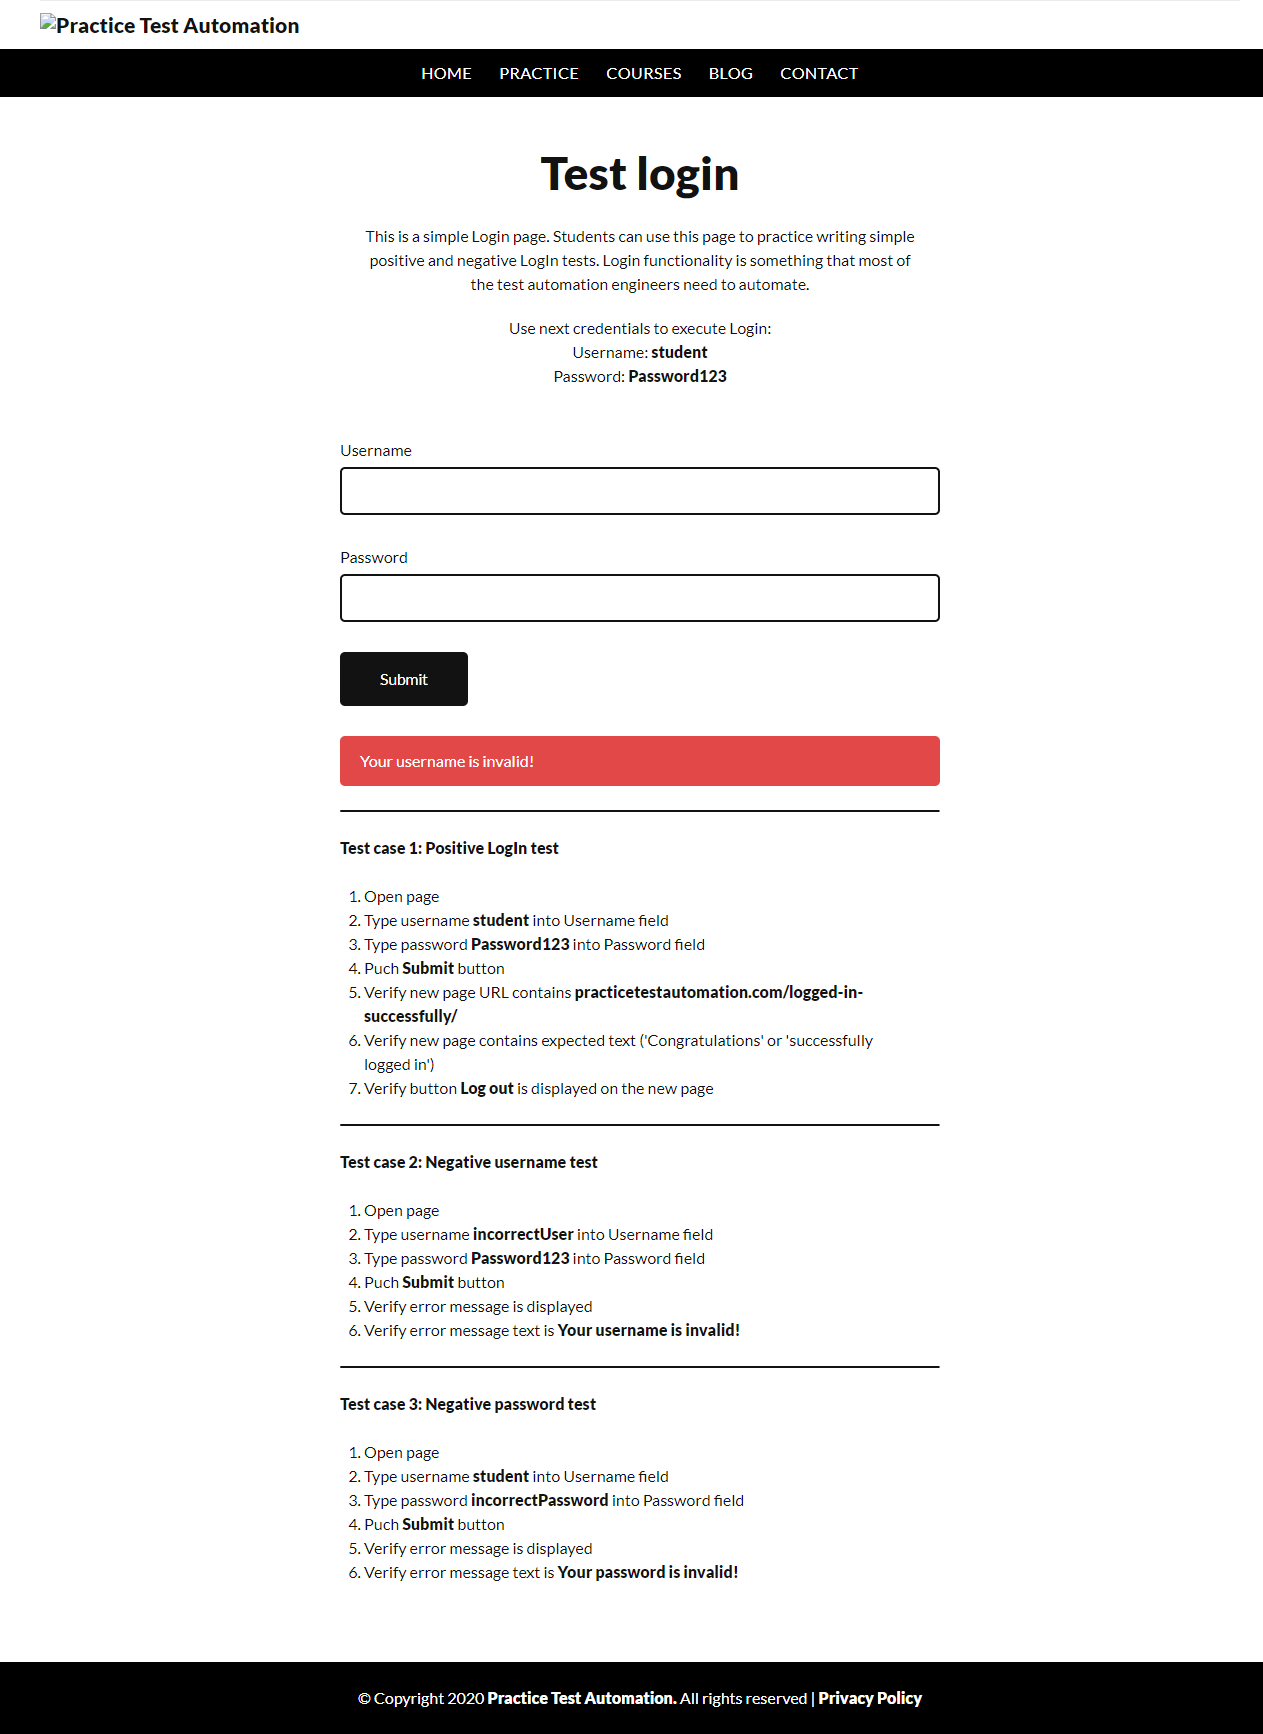 Practice Test Automation
HOME PRACTICE COURSES BLOG CONTACT
Test login
This is a simple Login page. Students can use this page to practice writing simple
positive and negative LogIn tests. Login functionality is something that most of
the test automation engineers need to automate.
Use next credentials to execute Login:
Username: student
Password: Password123
Username
Password
Submit
Your username is invalid!
Test case 1: Positive LogIn test
1. Open page
2. Type username student into Username field
3. Type password Password123 into Password field
4. Puch Submit button
5. Verify new page URL contains practicetestautomation.com/logged-in-
successfully/
6. Verify new page contains expected text ('Congratulations' or 'successfully
logged in')
7. Verify button Log out is displayed on the new page
Test case 2: Negative username test
1. Open page
2. Type username incorrectUser into Username field
3. Type password Password123 into Password field
4. Puch Submit button
5. Verify error message is displayed
6. Verify error message text is Your username is invalid!
Test case 3: Negative password test
1. Open page
2. Type username student into Username field
3. Type password incorrectPassword into Password field
4. Puch Submit button
5. Verify error message is displayed
6. Verify error message text is Your password is invalid!
© Copyright 2020 Practice Test Automation. All rights reserved | Privacy Policy